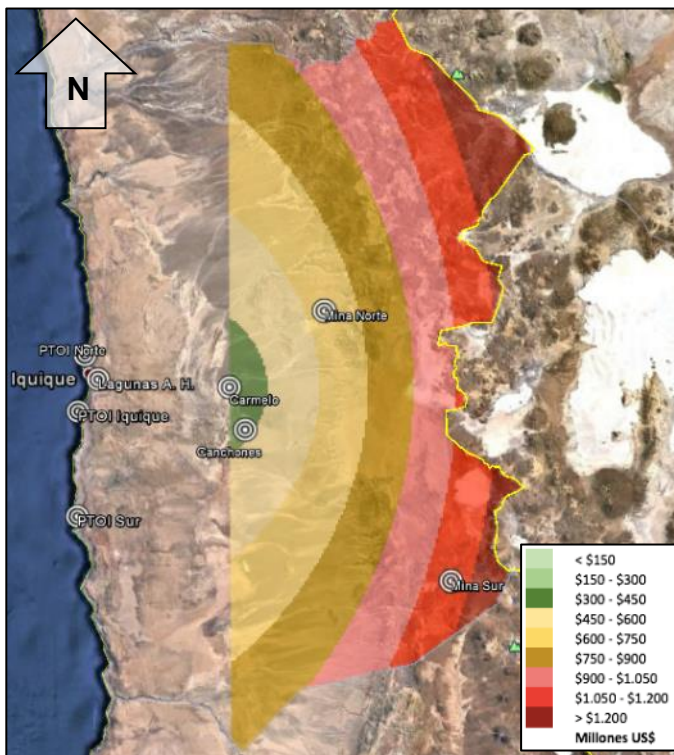 N
PTOI Norte
Iquique
Lagunas A. H.
PTOI Iquique
PTOI Sur
Mina Norte
Carmelo
Canchones
Mina Sur
< $150
$150 - $300
$300 - $450
$450 - $600
$600 - $750
$750 - $900
$900 - $1.050
$1.050 - $1.200
> $1.200
Millones US$